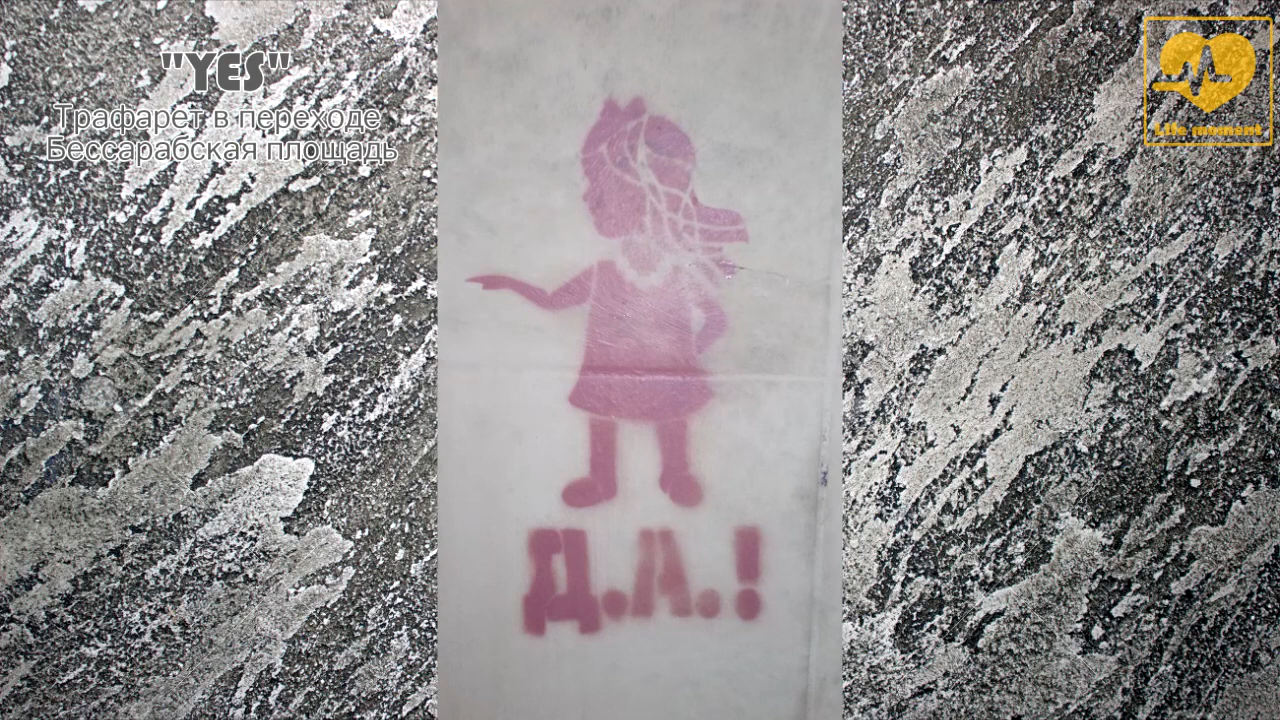 "YES"
Трафарет в переходе
Бессарабская площадь
Life moment
Д.А.!